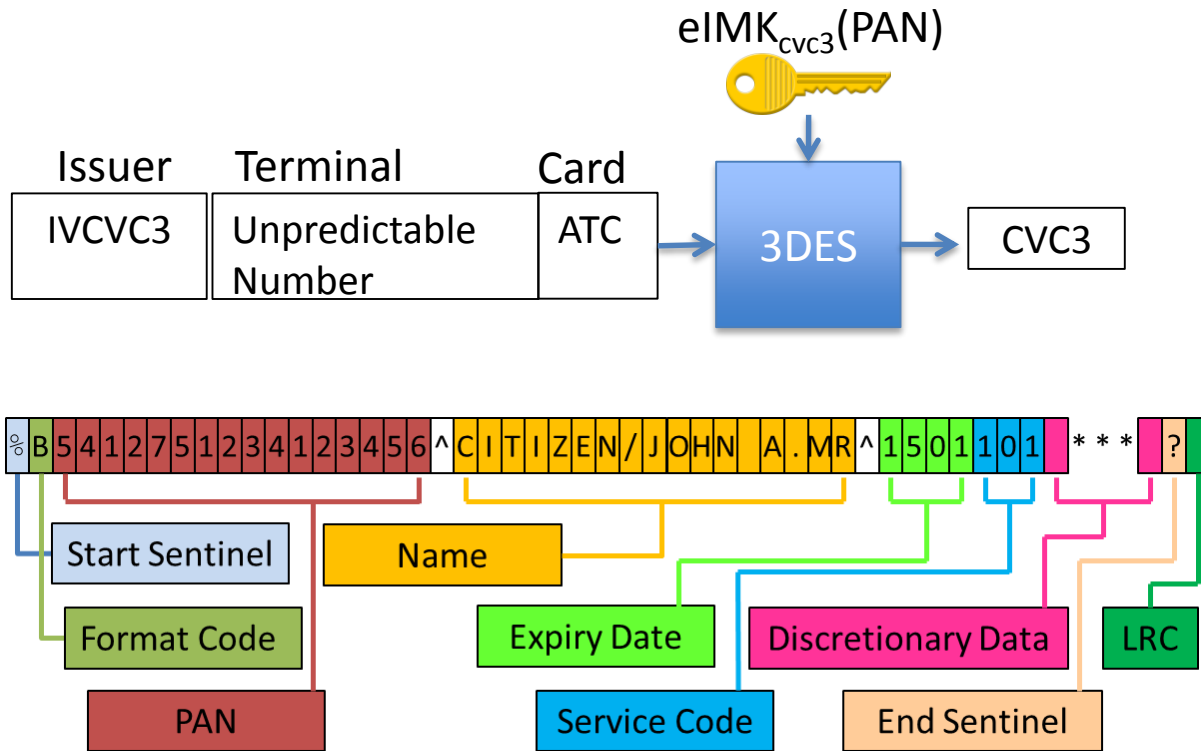 eIMKcvc3(PAN)
Issuer Terminal Card
IVCVC3 Unpredictable Number ATC 3DES CVC3
%B5412751234123456^CITIZEN/JOHN A.MR^1501101 * * * ?
Start Sentinel Name
Format Code Expiry Date Discretionary Data LRC
PAN Service Code End Sentinel